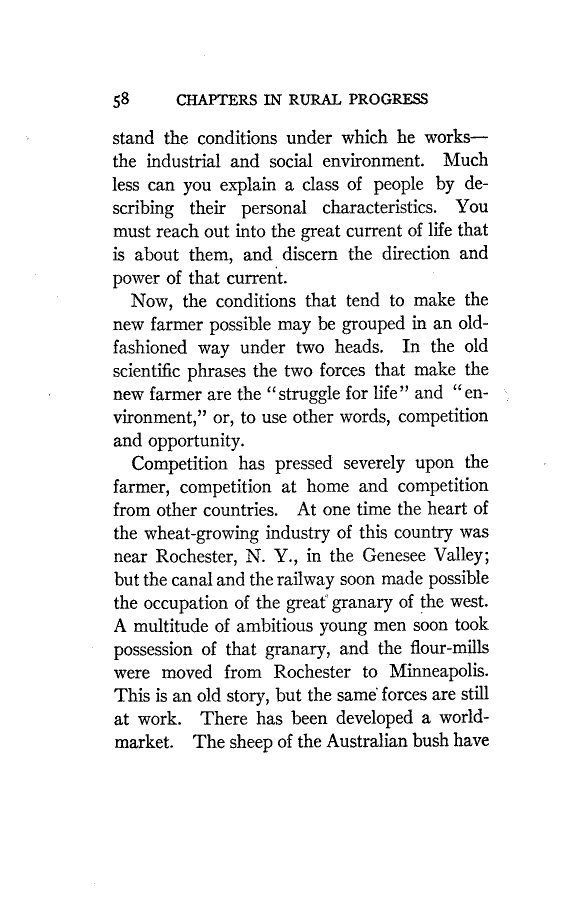 58 CHAPTERS IN RURAL PROGRESS
stand the conditions under which he works—
the industrial and social environment. Much
less can you explain a class of people by de-
scribing their personal characteristics. You
must reach out into the great current of life that
is about them, and discern the direction and
power of that current.
Now, the conditions that tend to make the
new farmer possible may be grouped in an old-
fashioned way under two heads. In the old
scientific phrases the two forces that make the
new farmer are the "struggle for life" and "en-
vironment," or, to use other words, competition
and opportunity.
Competition has pressed severely upon the
farmer, competition at home and competition
from other countries. At one time the heart of
the wheat-growing industry of this country was
near Rochester, N. Y., in the Genesee Valley;
but the canal and the railway soon made possible
the occupation of the great granary of the west.
A multitude of ambitious young men soon took
possession of that granary, and the flour-mills
were moved from Rochester to Minneapolis.
This is an old story, but the same forces are still
at work. There has been developed a world-
market. The sheep of the Australian bush have